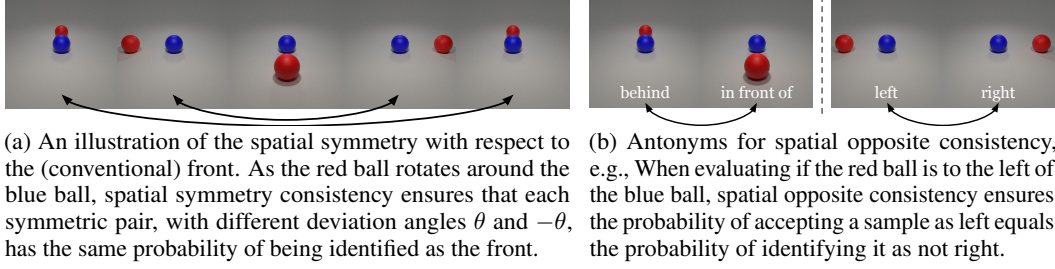 behind
in front of
left
right
(a) An illustration of the spatial symmetry with respect to
the (conventional) front. As the red ball rotates around the
blue ball, spatial symmetry consistency ensures that each
symmetric pair, with different deviation angles θ and −θ,
has the same probability of being identified as the front.
(b) Antonyms for spatial opposite consistency,
e.g., When evaluating if the red ball is to the left of
the blue ball, spatial opposite consistency ensures
the probability of accepting a sample as left equals
the probability of identifying it as not right.